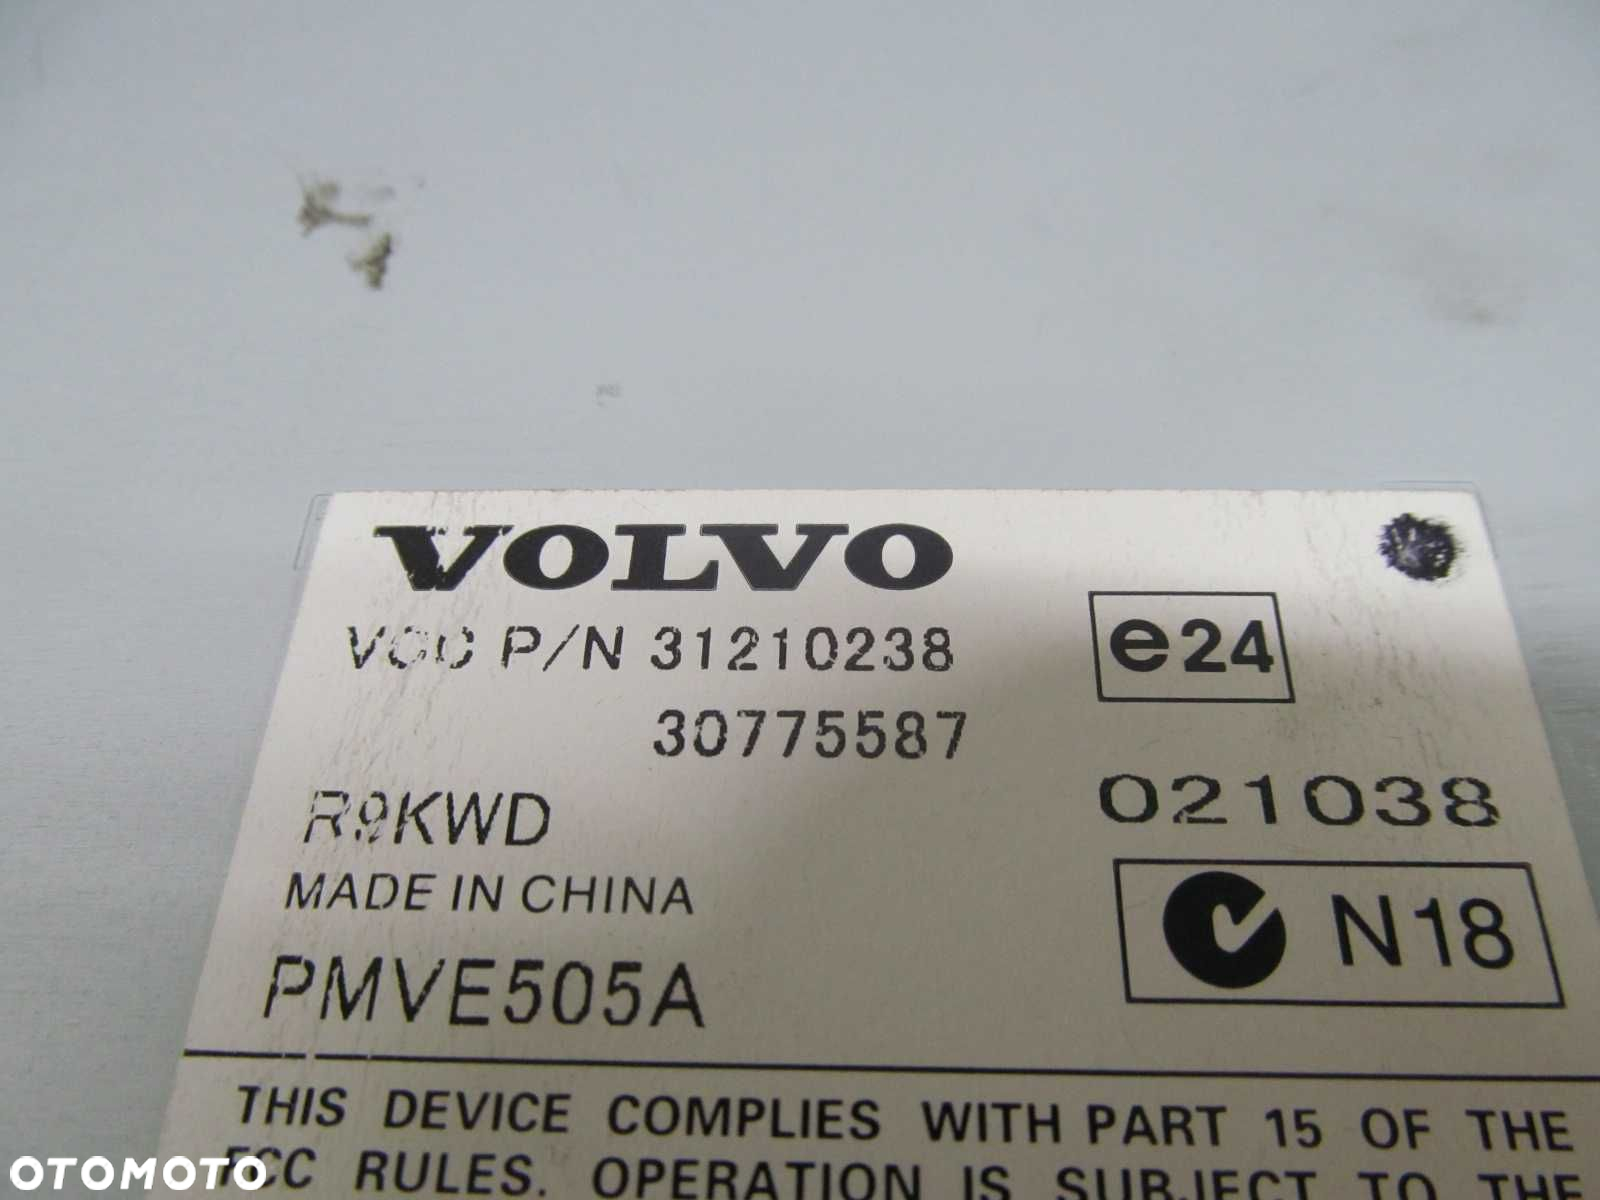 VOLVO
VCC P/N 31210238
e24
30775587
021038
R9KWD
MADE IN CHINA
N18
PMVE505A
THIS DEVICE COMPLIES WITH PART 15 OF THE
FCC RULES. OPERATION IS SUBJECT TO THE
OTOMOTO